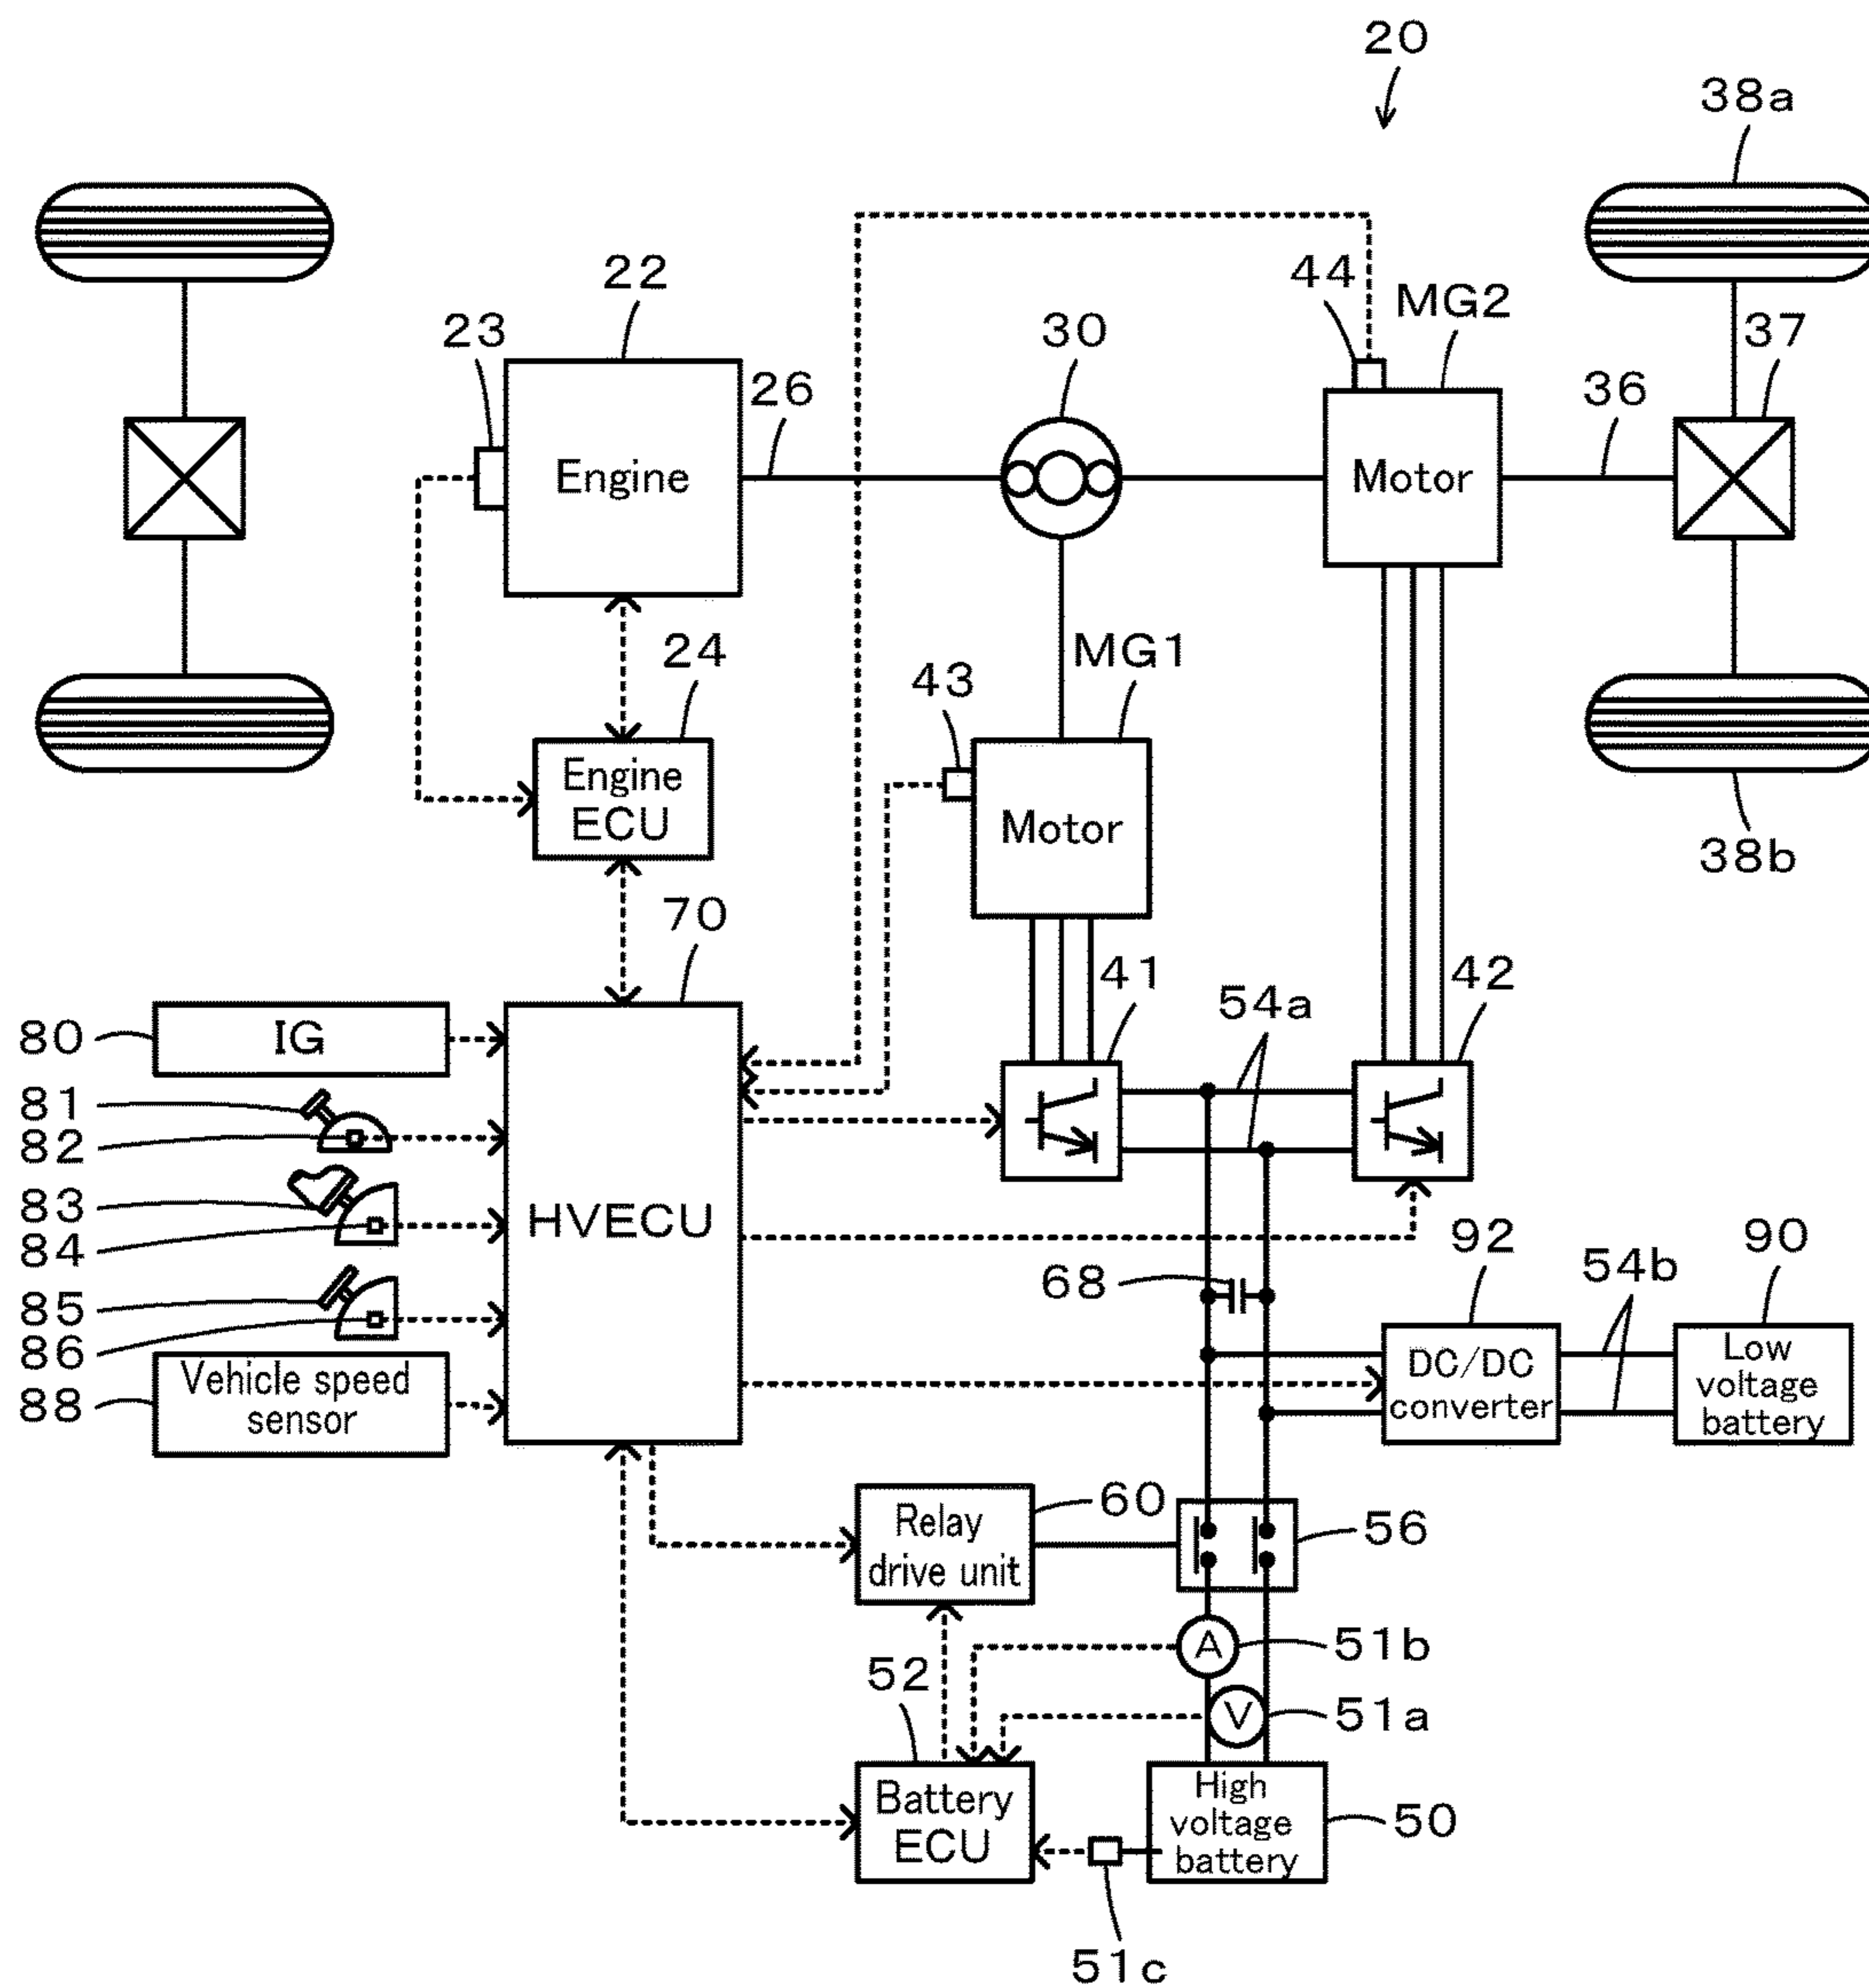 20
38a
22
44
MG2
23
30
37
26
36
Engine
Motor
24
MG1
43
Engine
ECU
Motor
38b
70
41
42
54a
80
IG
81
82
83
HVECU
84
92
90
68
54b
85
86
Low
voltage
battery
DC/DC
converter
Vehicle speed
sensor
88
60
Relay
drive unit
56
A
51b
52
V
51a
High
voltage
battery
Battery
ECU
50
51c